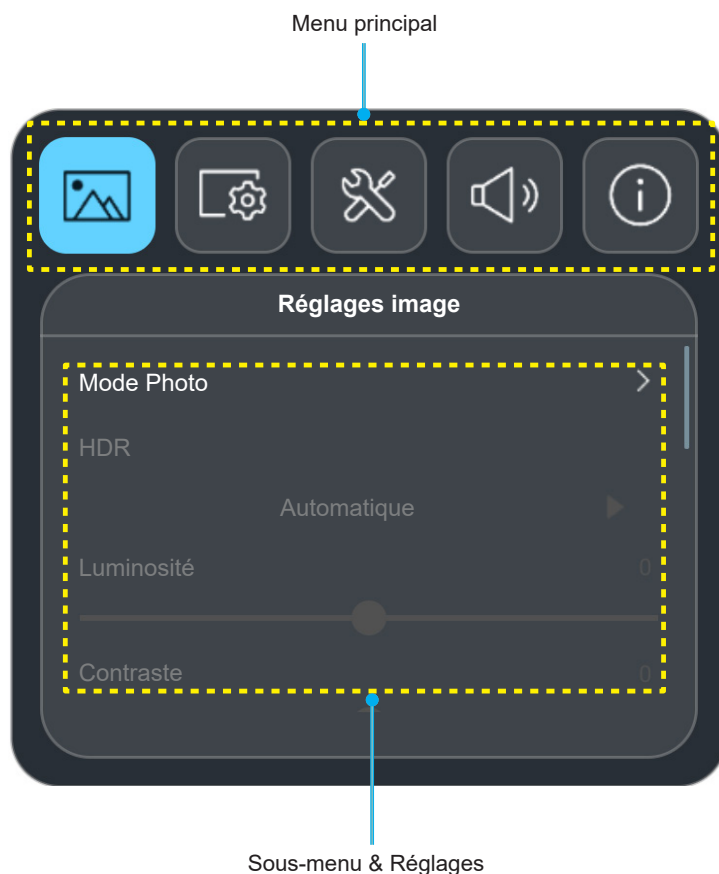 Menu principal
Réglages image
Mode Photo
HDR
Automatique
Luminosité 0
Contraste 0
Sous-menu & Réglages